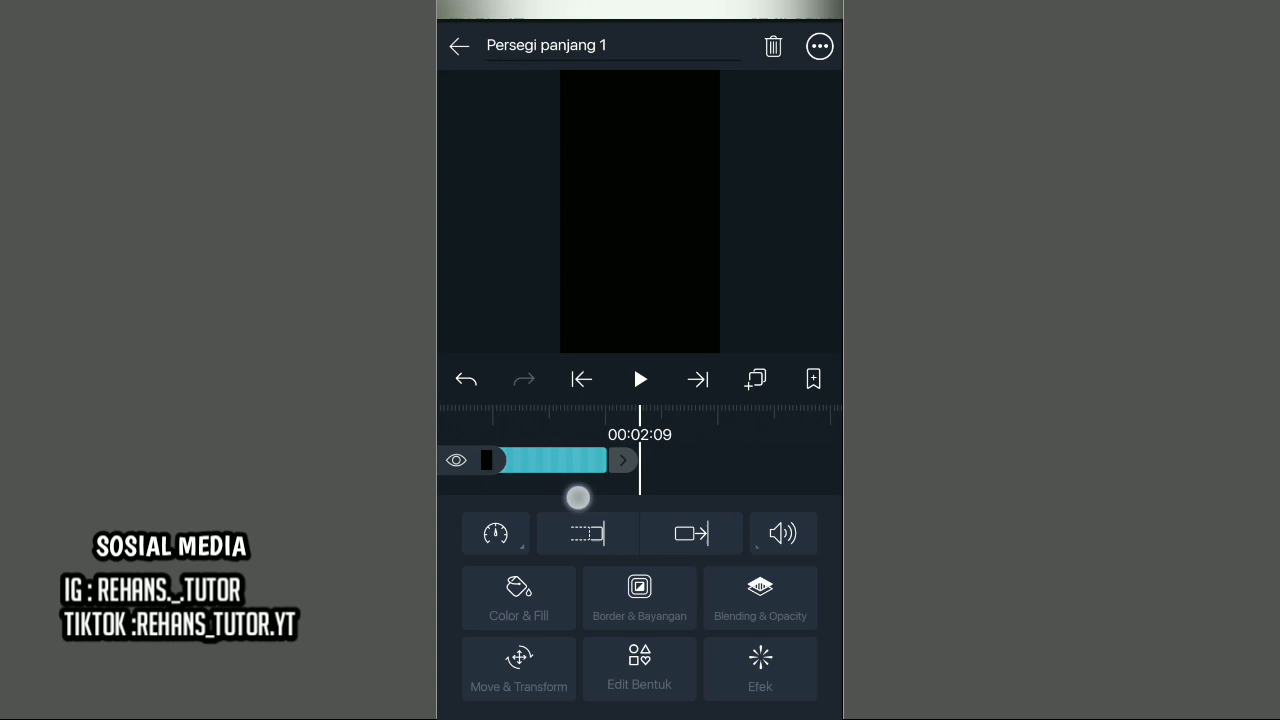 Persegi panjang 1
00:02:09
Color & Fill
Border & Bayangan
Blending & Opacity
Move & Transform
Edit Bentuk
Efek
SOSIAL MEDIA
IG : REHANS._.TUTOR
TIKTOK :REHANS_TUTOR.YT